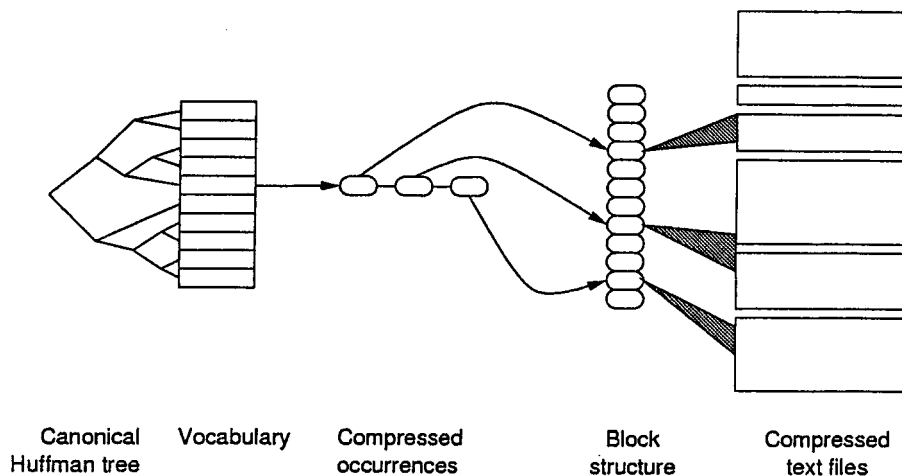 Canonical
Huffman tree
Vocabulary
Compressed
occurrences
Block
structure
Compressed
text files